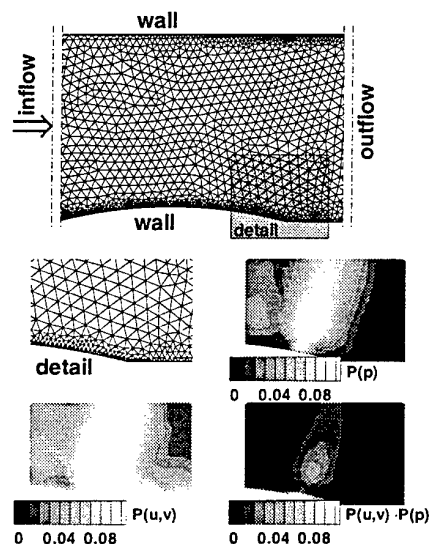 wall
inflow
outflow
wall
detail
detail
P(p)
0 0.04 0.08
P(u,v)
0 0.04 0.08
P(u,v) ·P(p)
0 0.04 0.08